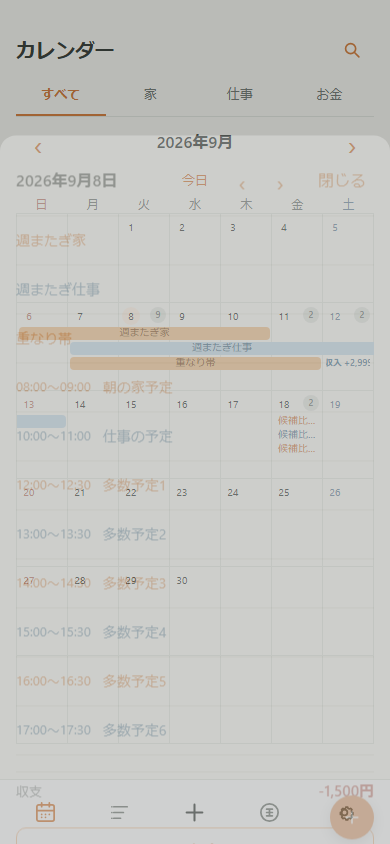 カレンダー
すべて 家 仕事 お金
‹ 2026年9月 ›
2026年9月8日 今日 ‹ › 閉じる
日 月 火 水 木 金 土
1 2 3 4 5
週またぎ家
週またぎ仕事
6 7 8 9 9 10 11 2 12 2
週またぎ家
週またぎ仕事
重なり帯 重なり帯 収入 +2,999
08:00～09:00 朝の家予定
13 14 15 16 17 18 2 19
候補比...
10:00～11:00 仕事の予定 候補比...
候補比...
12:00～12:30 多数予定1
20 21 22 23 24 25 26
13:00～13:30 多数予定2
14:00～14:30 多数予定3
27 28 29 30
15:00～15:30 多数予定4
16:00～16:30 多数予定5
17:00～17:30 多数予定6
収支 -1,500円